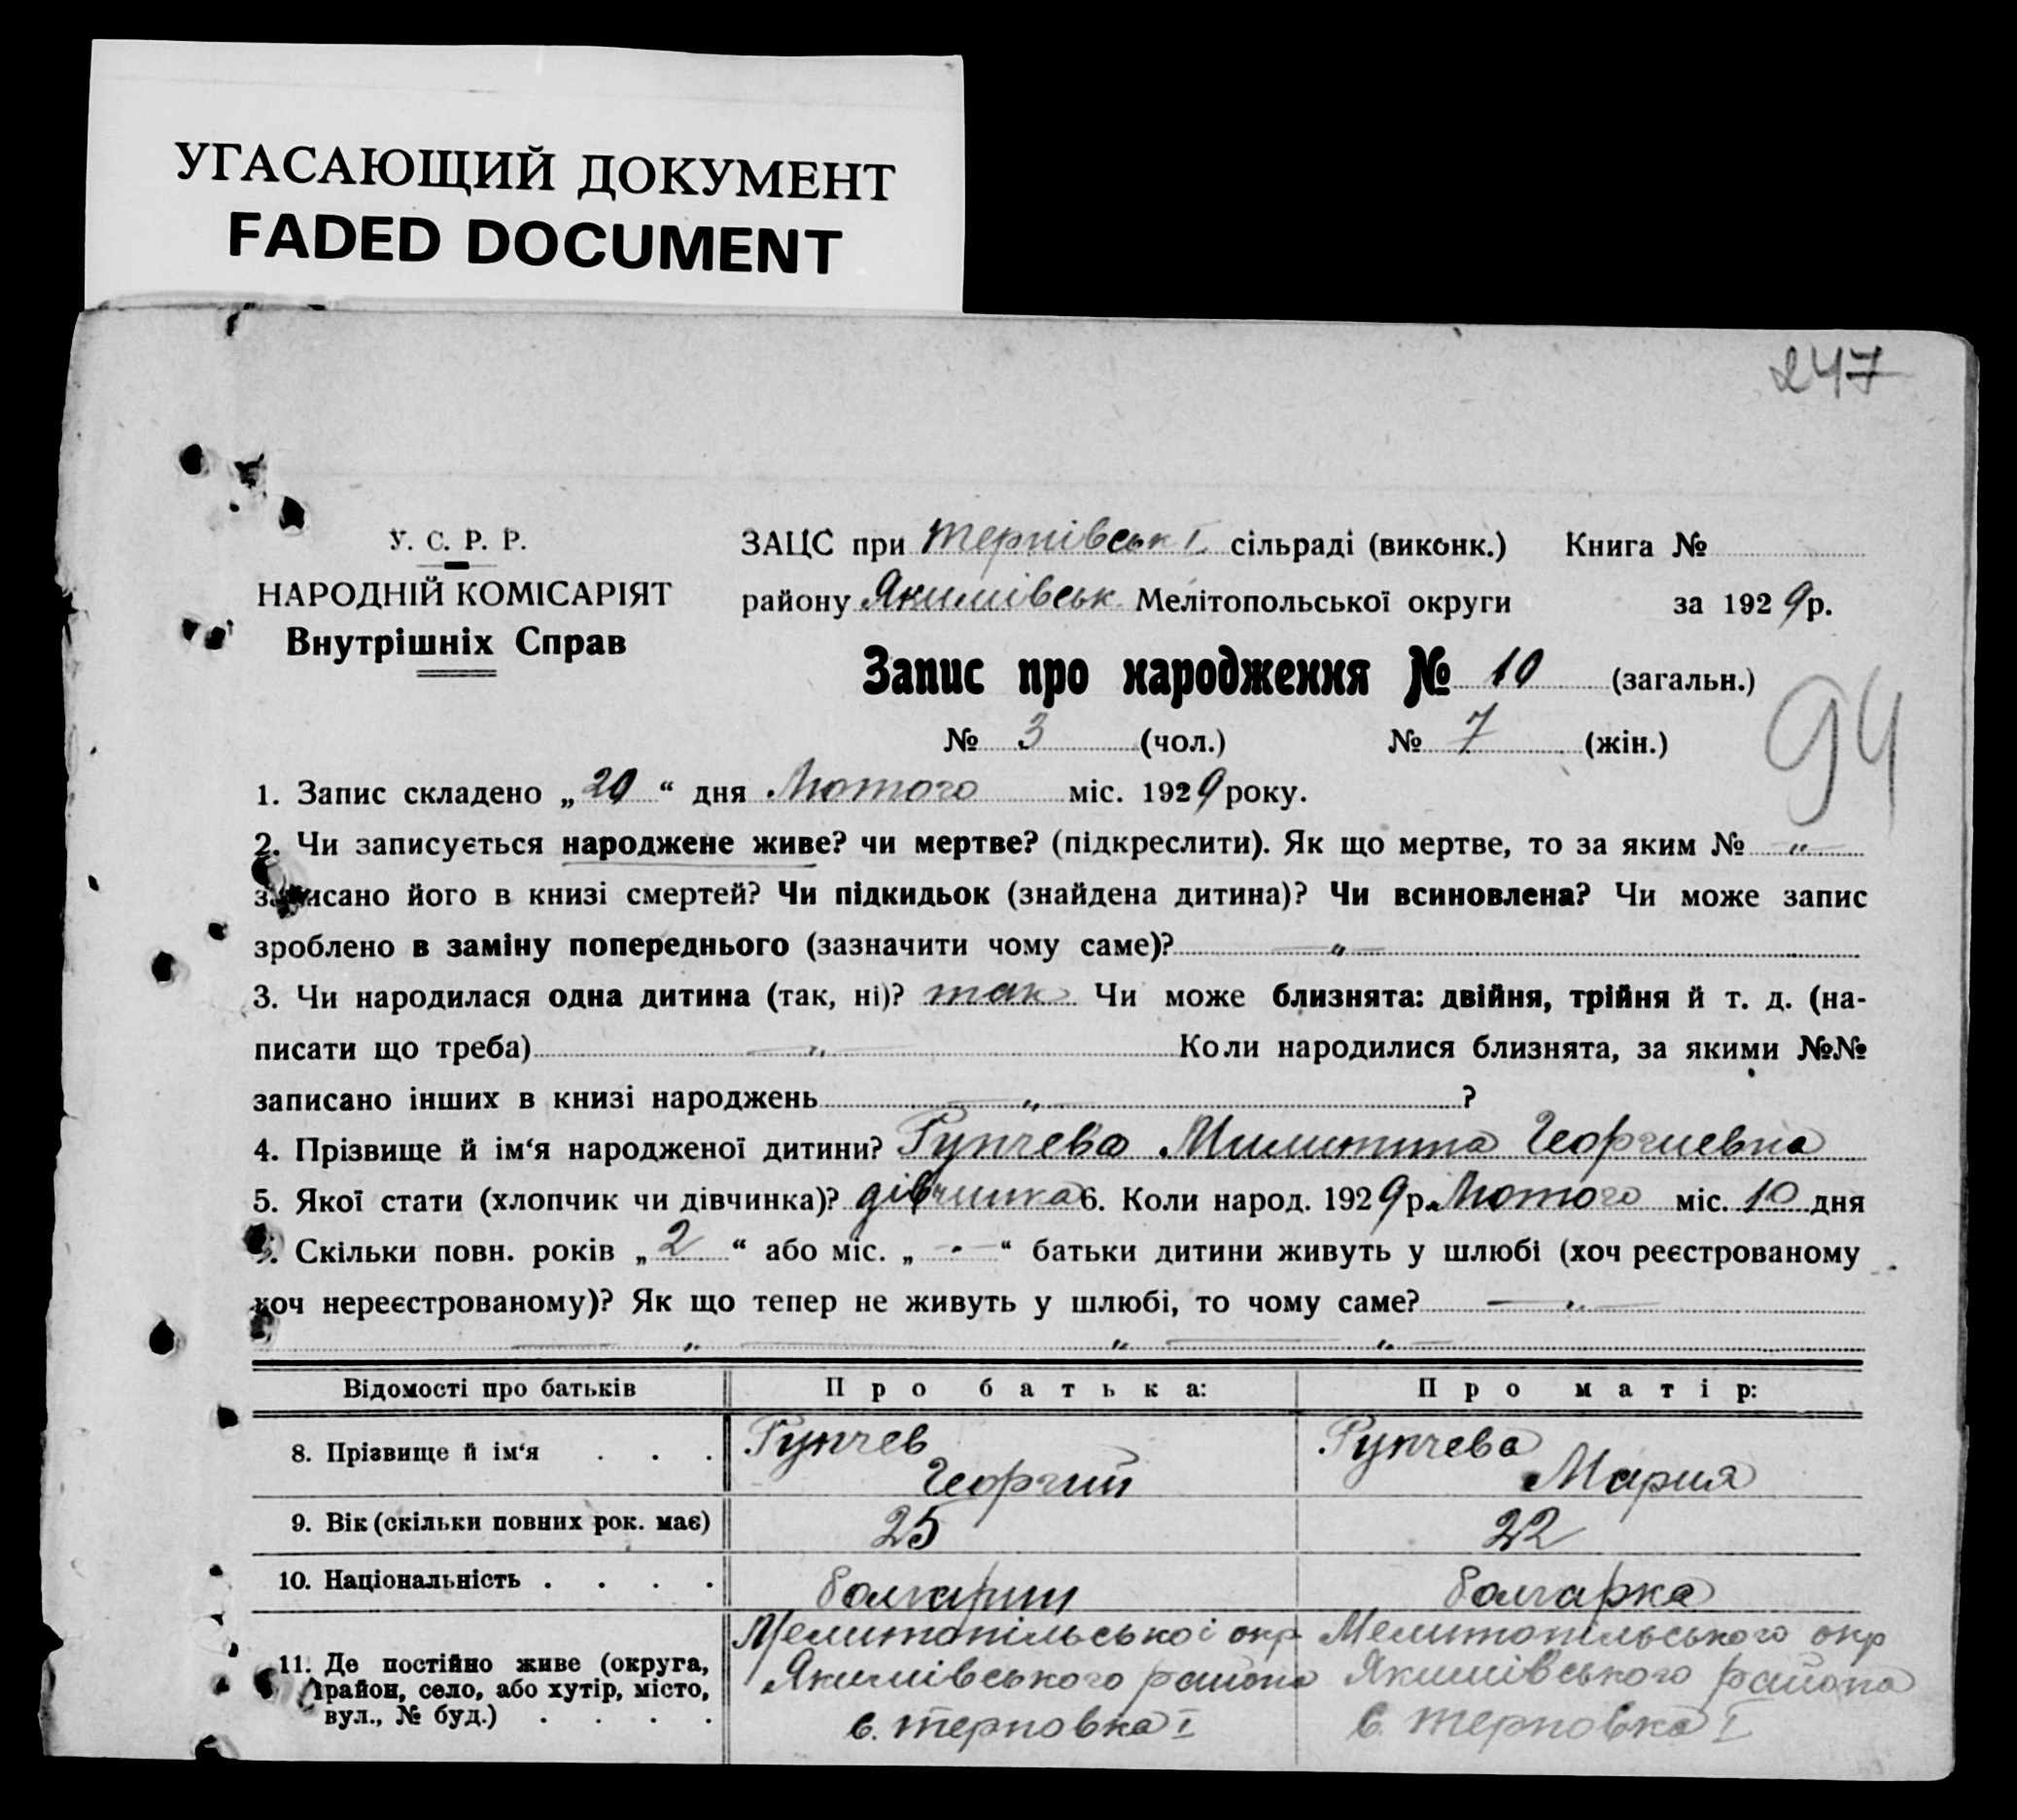 УГАСАЮЩИЙ ДОКУМЕНТ
FADED DOCUMENT
247
У. С. Р. Р.
НАРОДНІЙ КОМІСАРІЯТ
Внутрішніх Справ
ЗАЦС при Тернівськ I сільраді (виконк.) Книга №
району Якимівськ Мелітопольської округи за 1929р.
Запис про народження № 10 (загальн.)
94
№ 3 (чол.) № 7 (жін.)
1. Запис складено „20“ дня Лютого міс. 1929 року.
2. Чи записується народжене живе? чи мертве? (підкреслити). Як що мертве, то за яким № -„-
записано його в книзі смертей? Чи підкидьок (знайдена дитина)? Чи всиновлена? Чи може запис
зроблено в заміну попереднього (зазначити чому саме)? -„-
3. Чи народилася одна дитина (так, ні)? так Чи може близнята: двійня, трійня й т. д. (на-
писати що треба) -„- Коли народилися близнята, за якими №№
записано інших в книзі народжень -„- ?
4. Прізвище й ім‘я народженої дитини? Георгиевна
5. Якої стати (хлопчик чи дівчинка)? дівчинка 6. Коли народ. 1929р. Лютого міс. 10 дня
7. Скільки повн. років „2“ або міс. „-“ батьки дитини живуть у шлюбі (хоч реєстрованому
хоч нереєстрованому)? Як що тепер не живуть у шлюбі, то чому саме? -„-
-„- -„- -„-
Відомості про батьків Про батька: Про матір:
8. Прізвище й ім‘я . . . Георгий Мария
9. Вік (скільки повних рок. має) 25 22
10. Національність . . . . болгарин болгарка
11. Де постійно живе (округа, район, село, або хутір, місто, вул., № буд.) . . . .
Мелитопільської окр
Якимівського района
с. Терновка I
Мелитопільського окр
Якимівського района
с. Терновка I